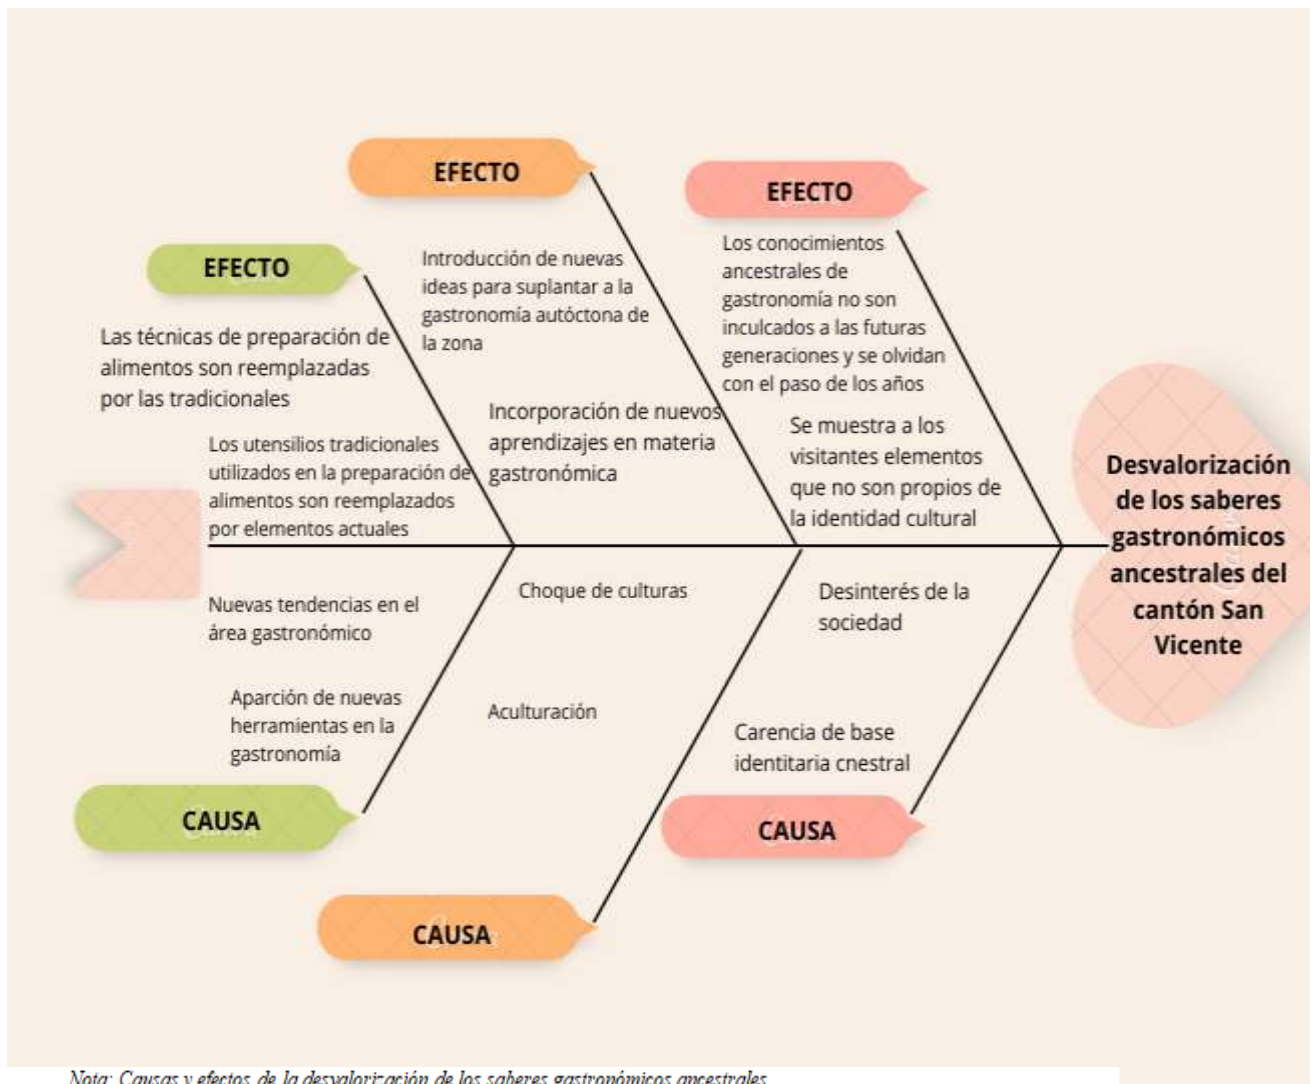 EFECTO
Las técnicas de preparación de
alimentos son reemplazadas
por las tradicionales
Los utensilios tradicionales
utilizados en la preparación de
alimentos son reemplazados
por elementos actuales
EFECTO
Introducción de nuevas
ideas para suplantar a la
gastronomía autóctona de
la zona
Incorporación de nuevos
aprendizajes en materia
gastronómica
EFECTO
Los conocimientos
ancestrales de
gastronomía no son
inculcados a las futuras
generaciones y se olvidan
con el paso de los años
Se muestra a los
visitantes elementos
que no son propios de
la identidad cultural
Desvalorización
de los saberes
gastronómicos
ancestrales del
cantón San
Vicente
Nuevas tendencias en el
área gastronómico
Aparción de nuevas
herramientas en la
gastronomía
CAUSA
Choque de culturas
Aculturación
CAUSA
Desinterés de la
sociedad
Carencia de base
identitaria cnestral
CAUSA
Nota: Causas y efectos de la desvalorización de los saberes gastronómicos ancestrales